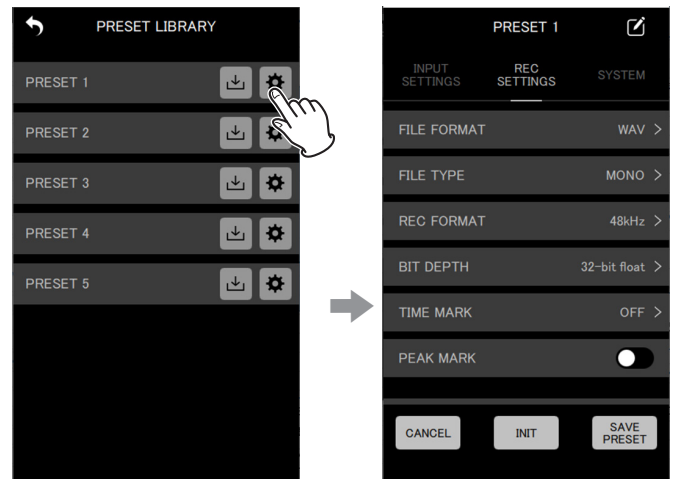 PRESET LIBRARY
PRESET 1
PRESET 2
PRESET 3
PRESET 4
PRESET 5
PRESET 1
INPUT
SETTINGS
REC
SETTINGS
SYSTEM
FILE FORMAT WAV >
FILE TYPE MONO >
REC FORMAT 48kHz >
BIT DEPTH 32-bit float >
TIME MARK OFF >
PEAK MARK
CANCEL
INIT
SAVE
PRESET